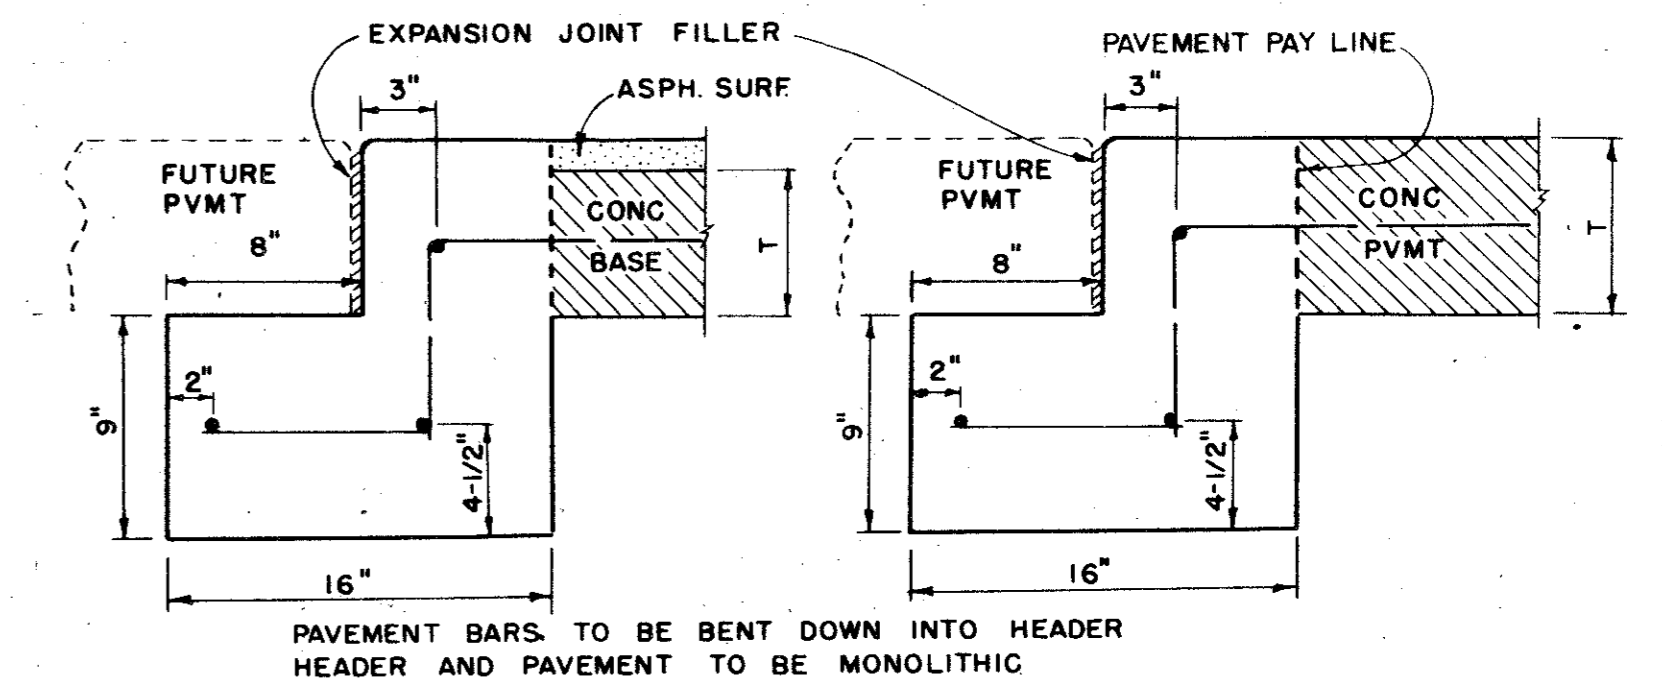 EXPANSION JOINT FILLER
PAVEMENT PAY LINE
3"
ASPH. SURF.
3"
FUTURE
PVMT
CONC
BASE
8"
T
FUTURE
PVMT
CONC
PVMT
8"
T
2"
9"
4-1/2"
2"
9"
4-1/2"
16"
16"
PAVEMENT BARS TO BE BENT DOWN INTO HEADER
HEADER AND PAVEMENT TO BE MONOLITHIC